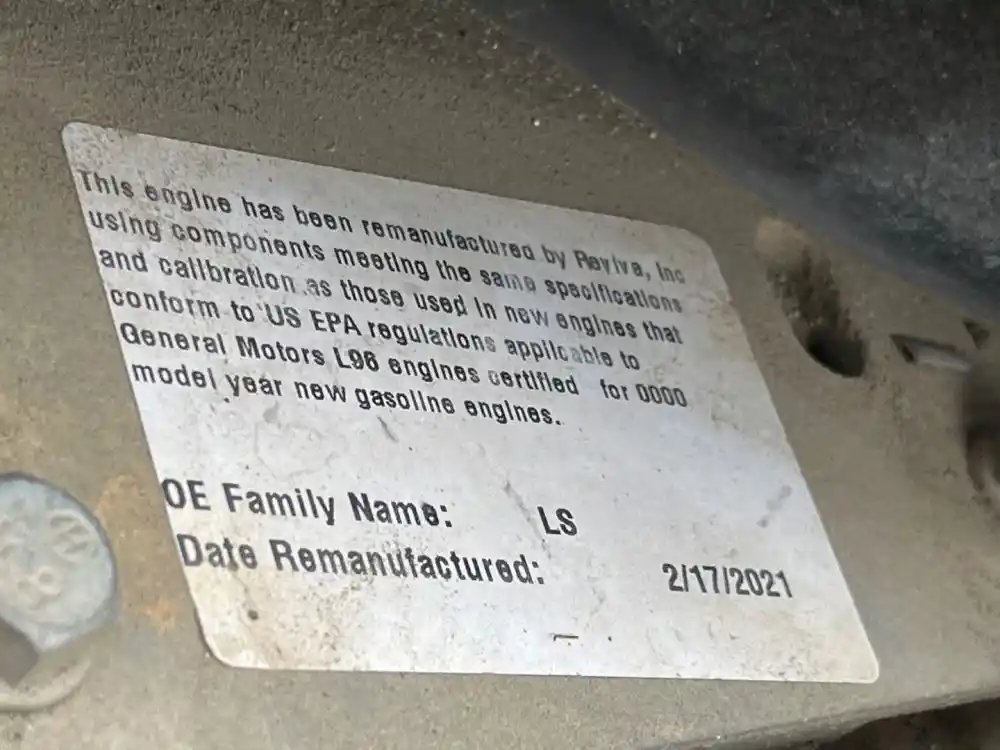 This engine has been remanufactured by Reviva, Inc
using components meeting the same specifications
and calibration as those used in new engines that
conform to US EPA regulations applicable to
General Motors L96 engines certified for 0000
model year new gasoline engines.
OE Family Name: LS
Date Remanufactured: 2/17/2021